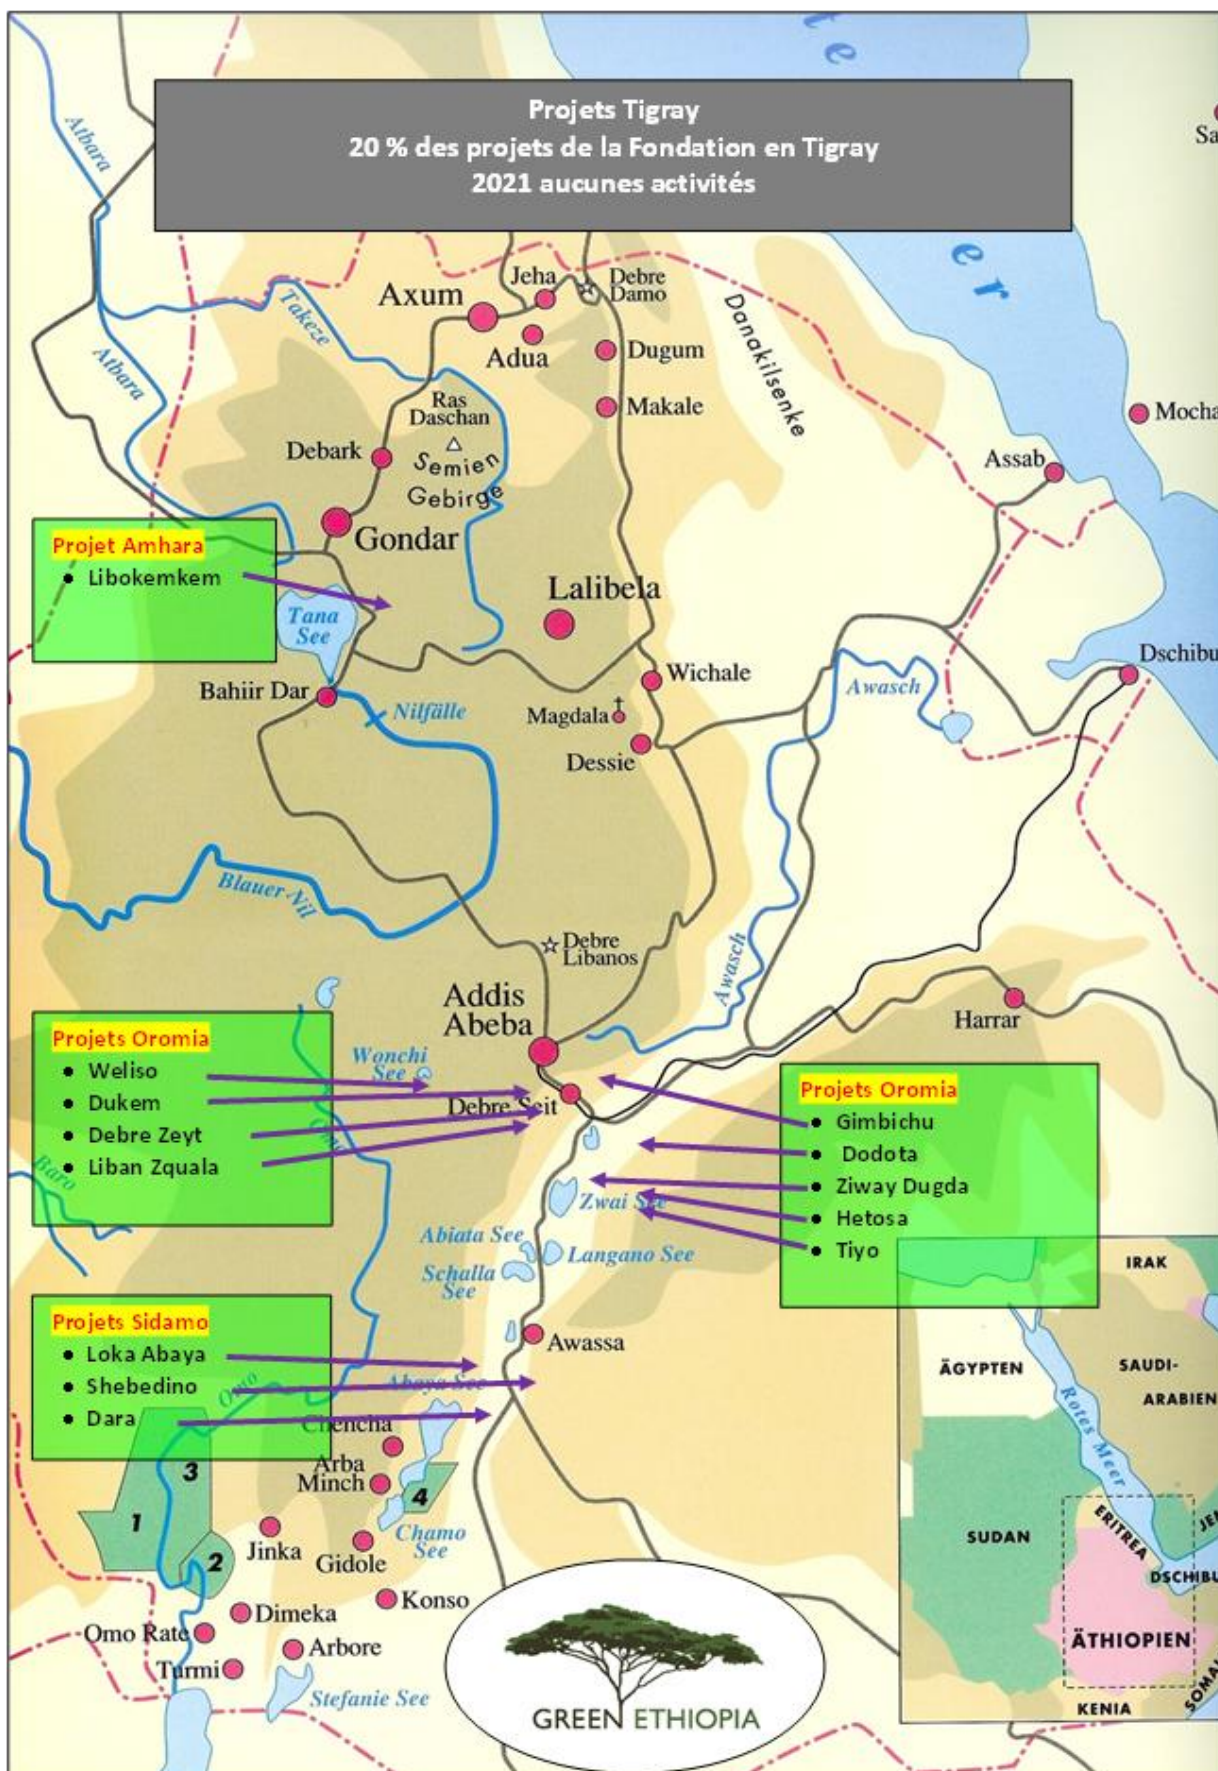 te
er
Projets Tigray
20 % des projets de la Fondation en Tigray
2021 aucunes activités
Sa
Atbara
Takeze
Atbara
Axum
Jeha
Debre
Damo
Adua
Dugum
Makale
Danakilsenke
Mocha
Ras
Daschan
Semien
Gebirge
Debark
Assab
Gondar
Projet Amhara
• Libokemkem
Lalibela
Tana
See
Dschibu
Wichale
Awasch
Bahiir Dar
Nilfälle
Magdala
Dessie
Blauer Nil
Debre
Libanos
Awasch
Addis
Abeba
Harrar
Wonchi
See
Debre Seit
Projets Oromia
• Weliso
• Dukem
• Debre Zeyt
• Liban Zquala
Omo
Baro
Projets Oromia
• Gimbichu
• Dodota
• Ziway Dugda
• Hetosa
• Tiyo
Zwai See
Abiata See
Langano See
Schalla
See
Awassa
Projets Sidamo
• Loka Abaya
• Shebedino
• Dara
Omo
Abaya See
Chencha
Arba
Minch
3
1
2
4
Jinka
Gidole
Chamo
See
Konso
Dimeka
Omo Rate
Arbore
Turmi
Stefanie See
GREEN ETHIOPIA
IRAK
ÄGYPTEN
SAUDI-
ARABIEN
Rotes Meer
SUDAN
ERITREA
JEM
DSCHIBU
ÄTHIOPIEN
SOMAL
KENIA